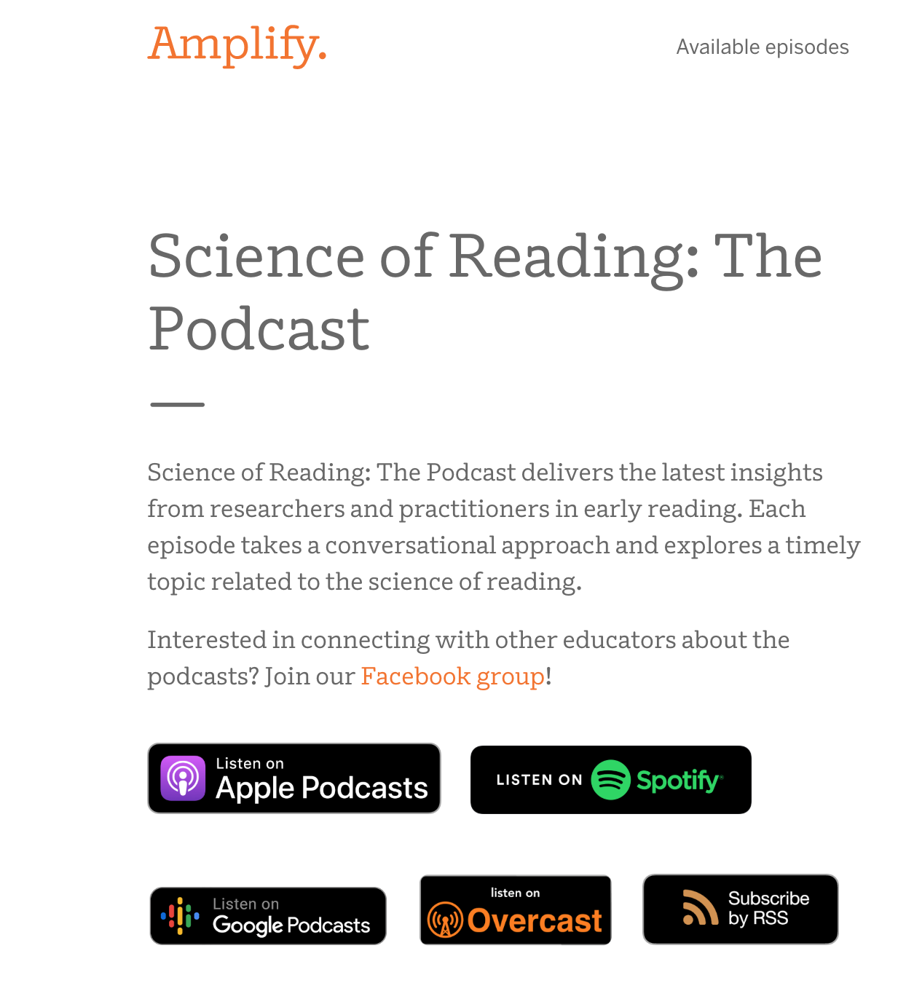 Amplify.
Available episodes
Science of Reading: The
Podcast
Science of Reading: The Podcast delivers the latest insights
from researchers and practitioners in early reading. Each
episode takes a conversational approach and explores a timely
topic related to the science of reading.
Interested in connecting with other educators about the
podcasts? Join our Facebook group!
Listen on
Apple Podcasts
LISTEN ON Spotify®
Listen on
Google Podcasts
listen on
Overcast
Subscribe
by RSS